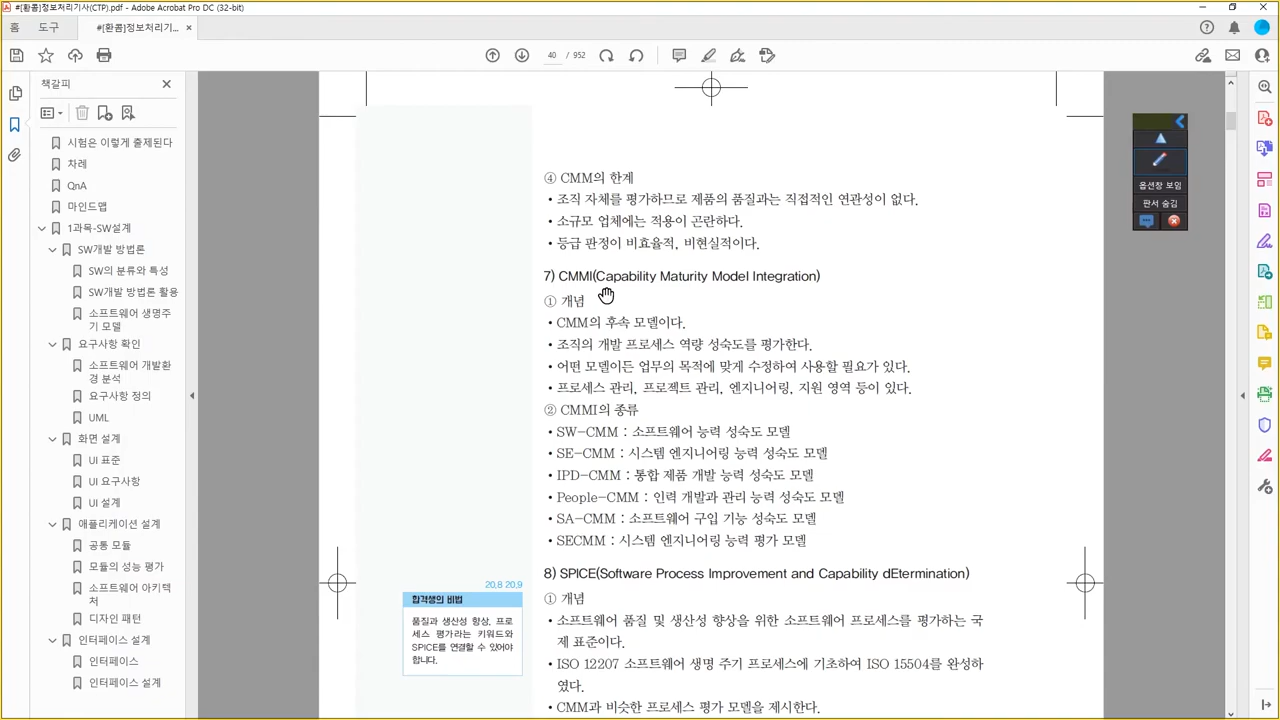 #[환콤]정보처리기사(CTP).pdf - Adobe Acrobat Pro DC (32-bit)
홈
도구
#[환콤]정보처리기...
40 / 952
책갈피
시험은 이렇게 출제된다
차례
QnA
마인드맵
1과목-SW설계
SW개발 방법론
SW의 분류와 특성
SW개발 방법론 활용
소프트웨어 생명주
기 모델
요구사항 확인
소프트웨어 개발환
경 분석
요구사항 정의
UML
화면 설계
UI 표준
UI 요구사항
UI 설계
애플리케이션 설계
공통 모듈
모듈의 성능 평가
소프트웨어 아키텍
처
디자인 패턴
인터페이스 설계
인터페이스
인터페이스 설계
④ CMM의 한계
• 조직 자체를 평가하므로 제품의 품질과는 직접적인 연관성이 없다.
• 소규모 업체에는 적용이 곤란하다.
• 등급 판정이 비효율적, 비현실적이다.
7) CMMI(Capability Maturity Model Integration)
① 개념
• CMM의 후속 모델이다.
• 조직의 개발 프로세스 역량 성숙도를 평가한다.
• 어떤 모델이든 업무의 목적에 맞게 수정하여 사용할 필요가 있다.
• 프로세스 관리, 프로젝트 관리, 엔지니어링, 지원 영역 등이 있다.
② CMMI의 종류
• SW-CMM : 소프트웨어 능력 성숙도 모델
• SE-CMM : 시스템 엔지니어링 능력 성숙도 모델
• IPD-CMM : 통합 제품 개발 능력 성숙도 모델
• People-CMM : 인력 개발과 관리 능력 성숙도 모델
• SA-CMM : 소프트웨어 구입 기능 성숙도 모델
• SECMM : 시스템 엔지니어링 능력 평가 모델
8) SPICE(Software Process Improvement and Capability dEtermination)
① 개념
• 소프트웨어 품질 및 생산성 향상을 위한 소프트웨어 프로세스를 평가하는 국
제 표준이다.
• ISO 12207 소프트웨어 생명 주기 프로세스에 기초하여 ISO 15504를 완성하
였다.
• CMM과 비슷한 프로세스 평가 모델을 제시한다.
20.8 20.9
합격생의 비법
품질과 생산성 향상, 프로
세스 평가라는 키워드와
SPICE를 연결할 수 있어야
합니다.
옵션창 보임
판서 숨김